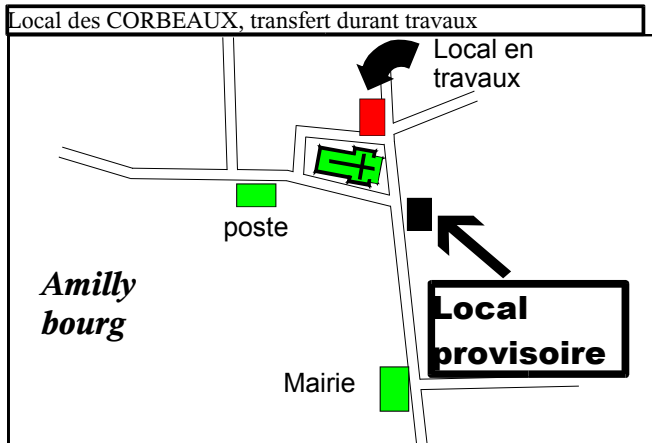 Local des CORBEAUX, transfert durant travaux
Local en
travaux
poste
Amilly
bourg
Local
provisoire
Mairie